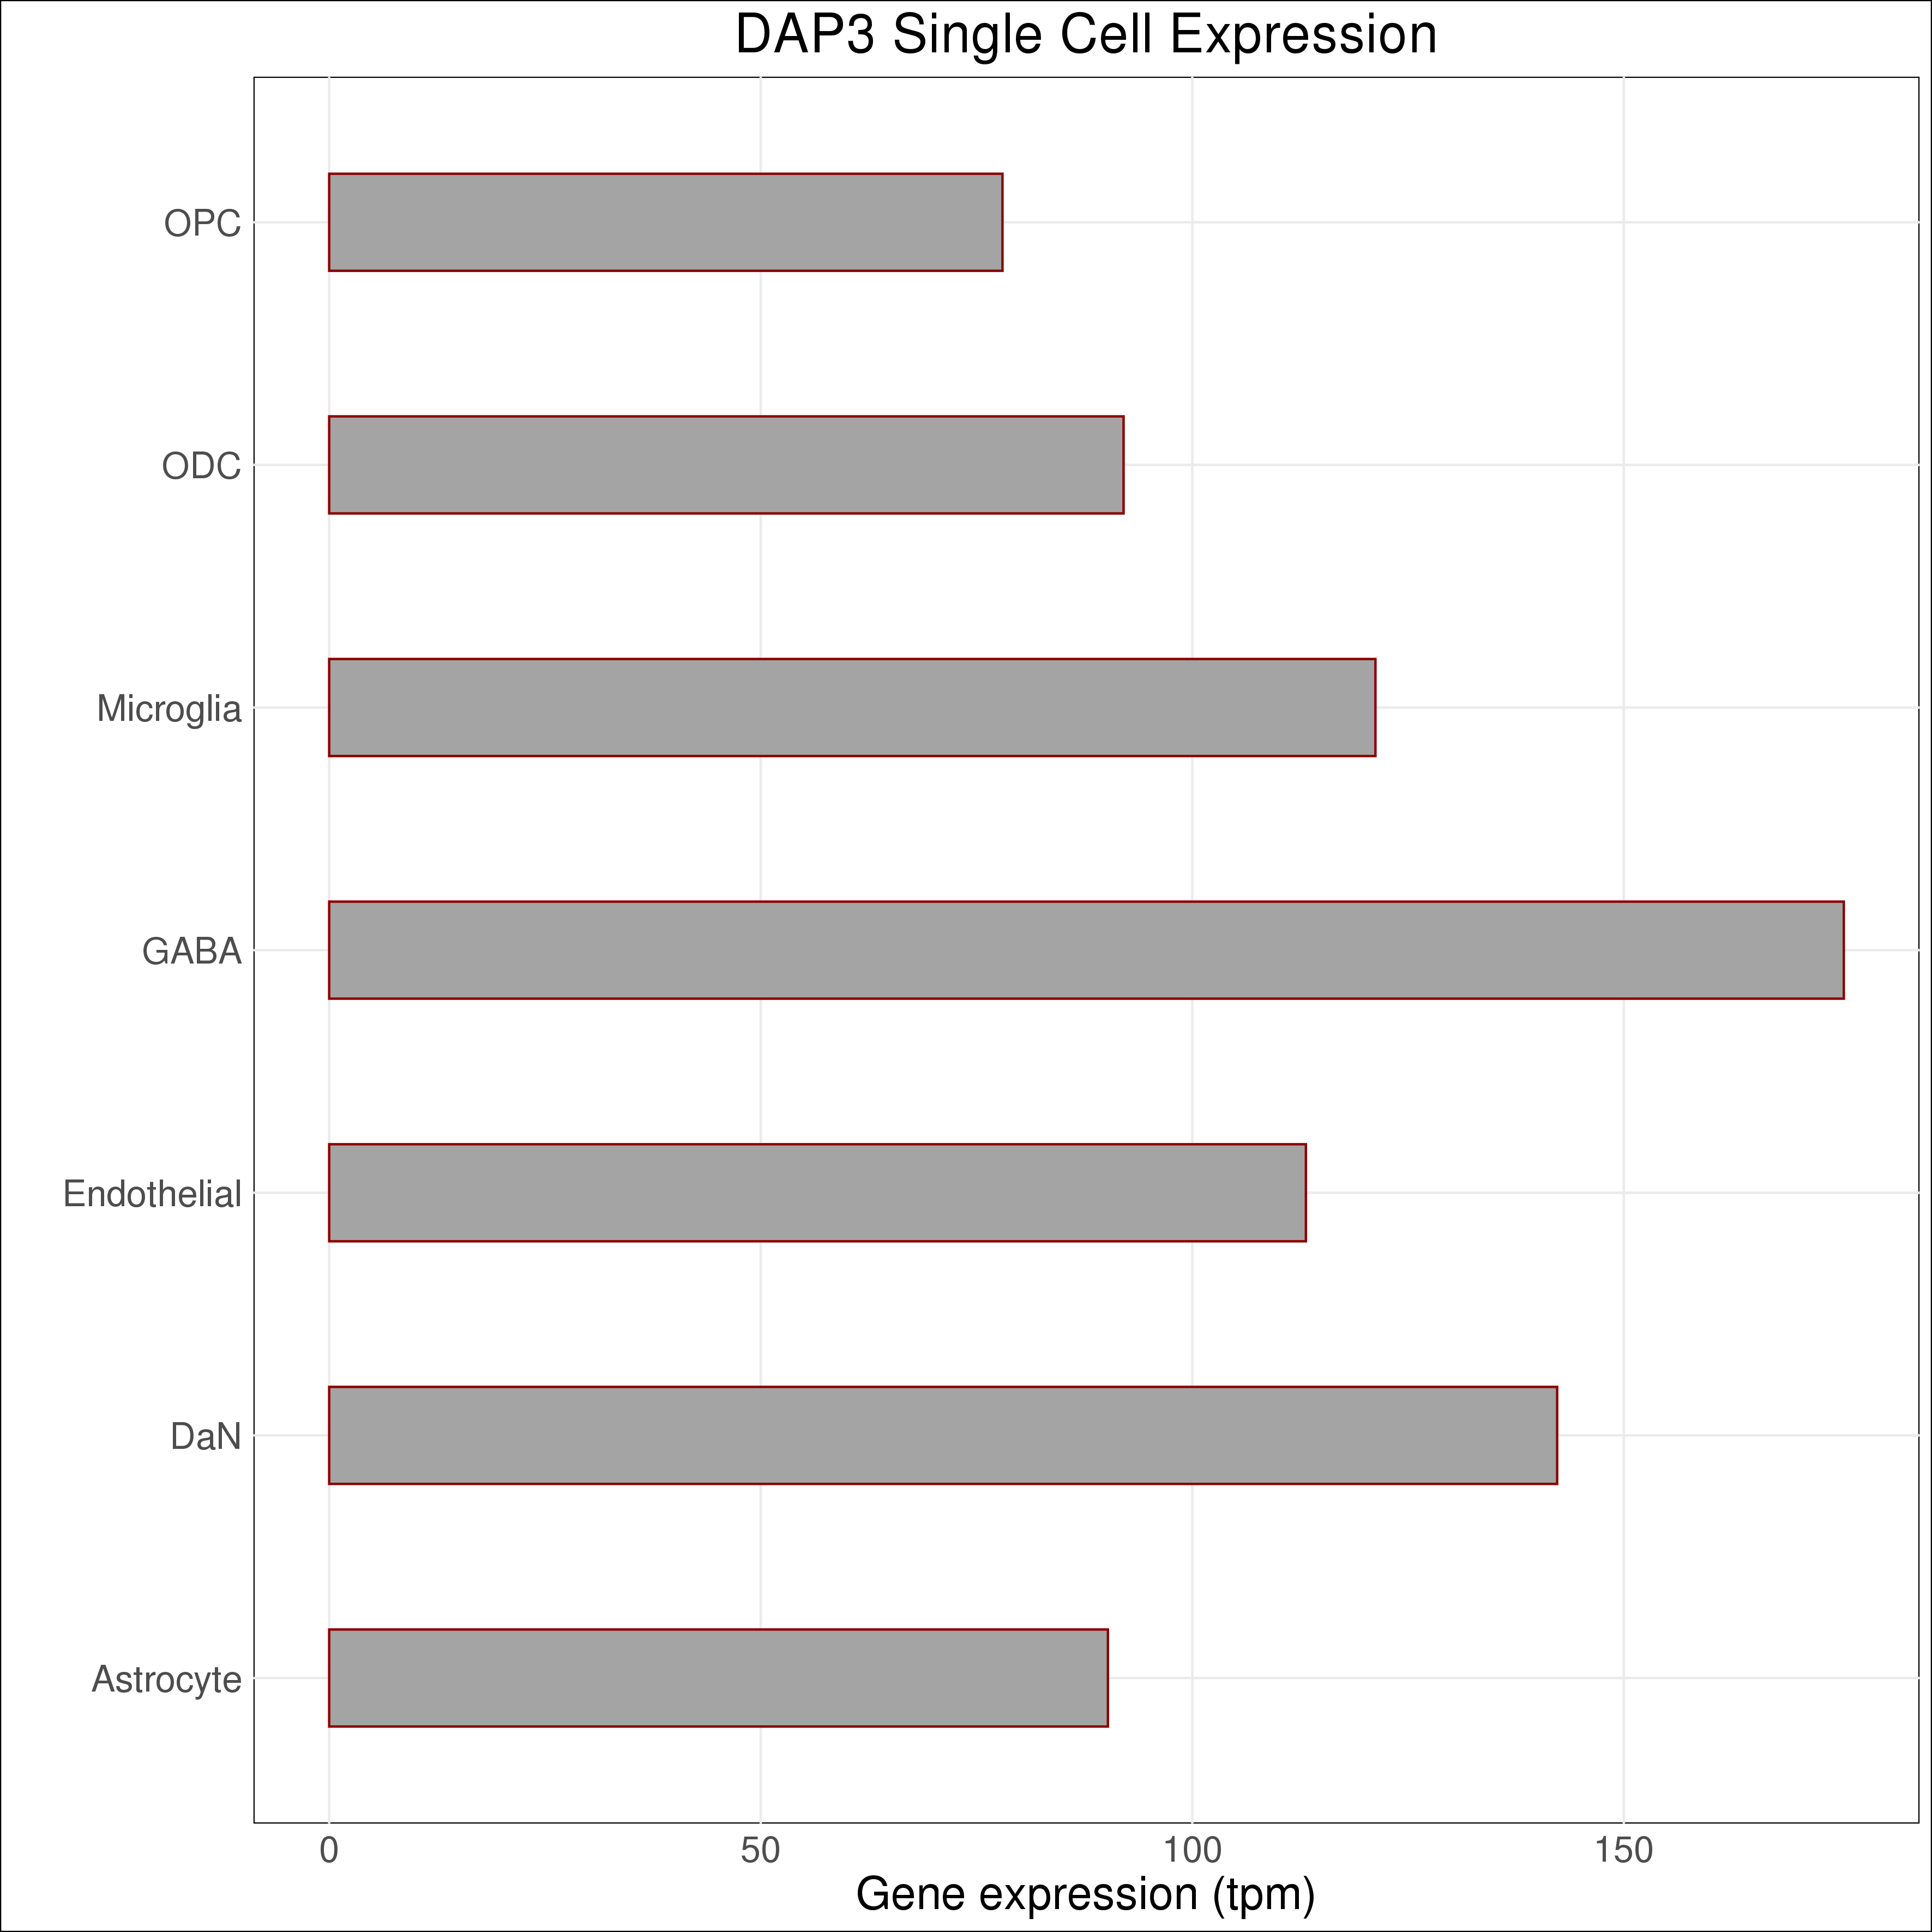 DAP3 Single Cell Expression
OPC
ODC
Microglia
GABA
Endothelial
DaN
Astrocyte
0 50 100 150
Gene expression (tpm)